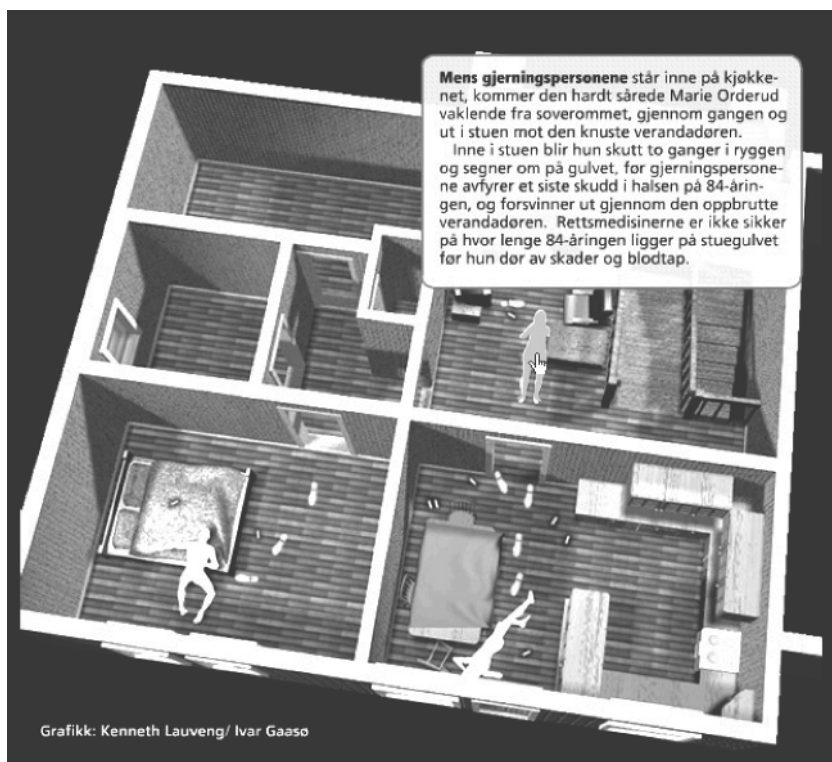 Mens gjerningspersonene står inne på kjøkke-
net, kommer den hardt sårede Marie Orderud
vaklende fra soverommet, gjennom gangen og
ut i stuen mot den knuste verandadøren.
Inne i stuen blir hun skutt to ganger i ryggen
og segner om på gulvet, før gjerningspersone-
ne avfyrer et siste skudd i halsen på 84-årin-
gen, og forsvinner ut gjennom den oppbrutte
verandadøren. Rettsmedisinerne er ikke sikker
på hvor lenge 84-åringen ligger på stuegulvet
før hun dør av skader og blodtap.
Grafikk: Kenneth Lauveng/ Ivar Gaasø